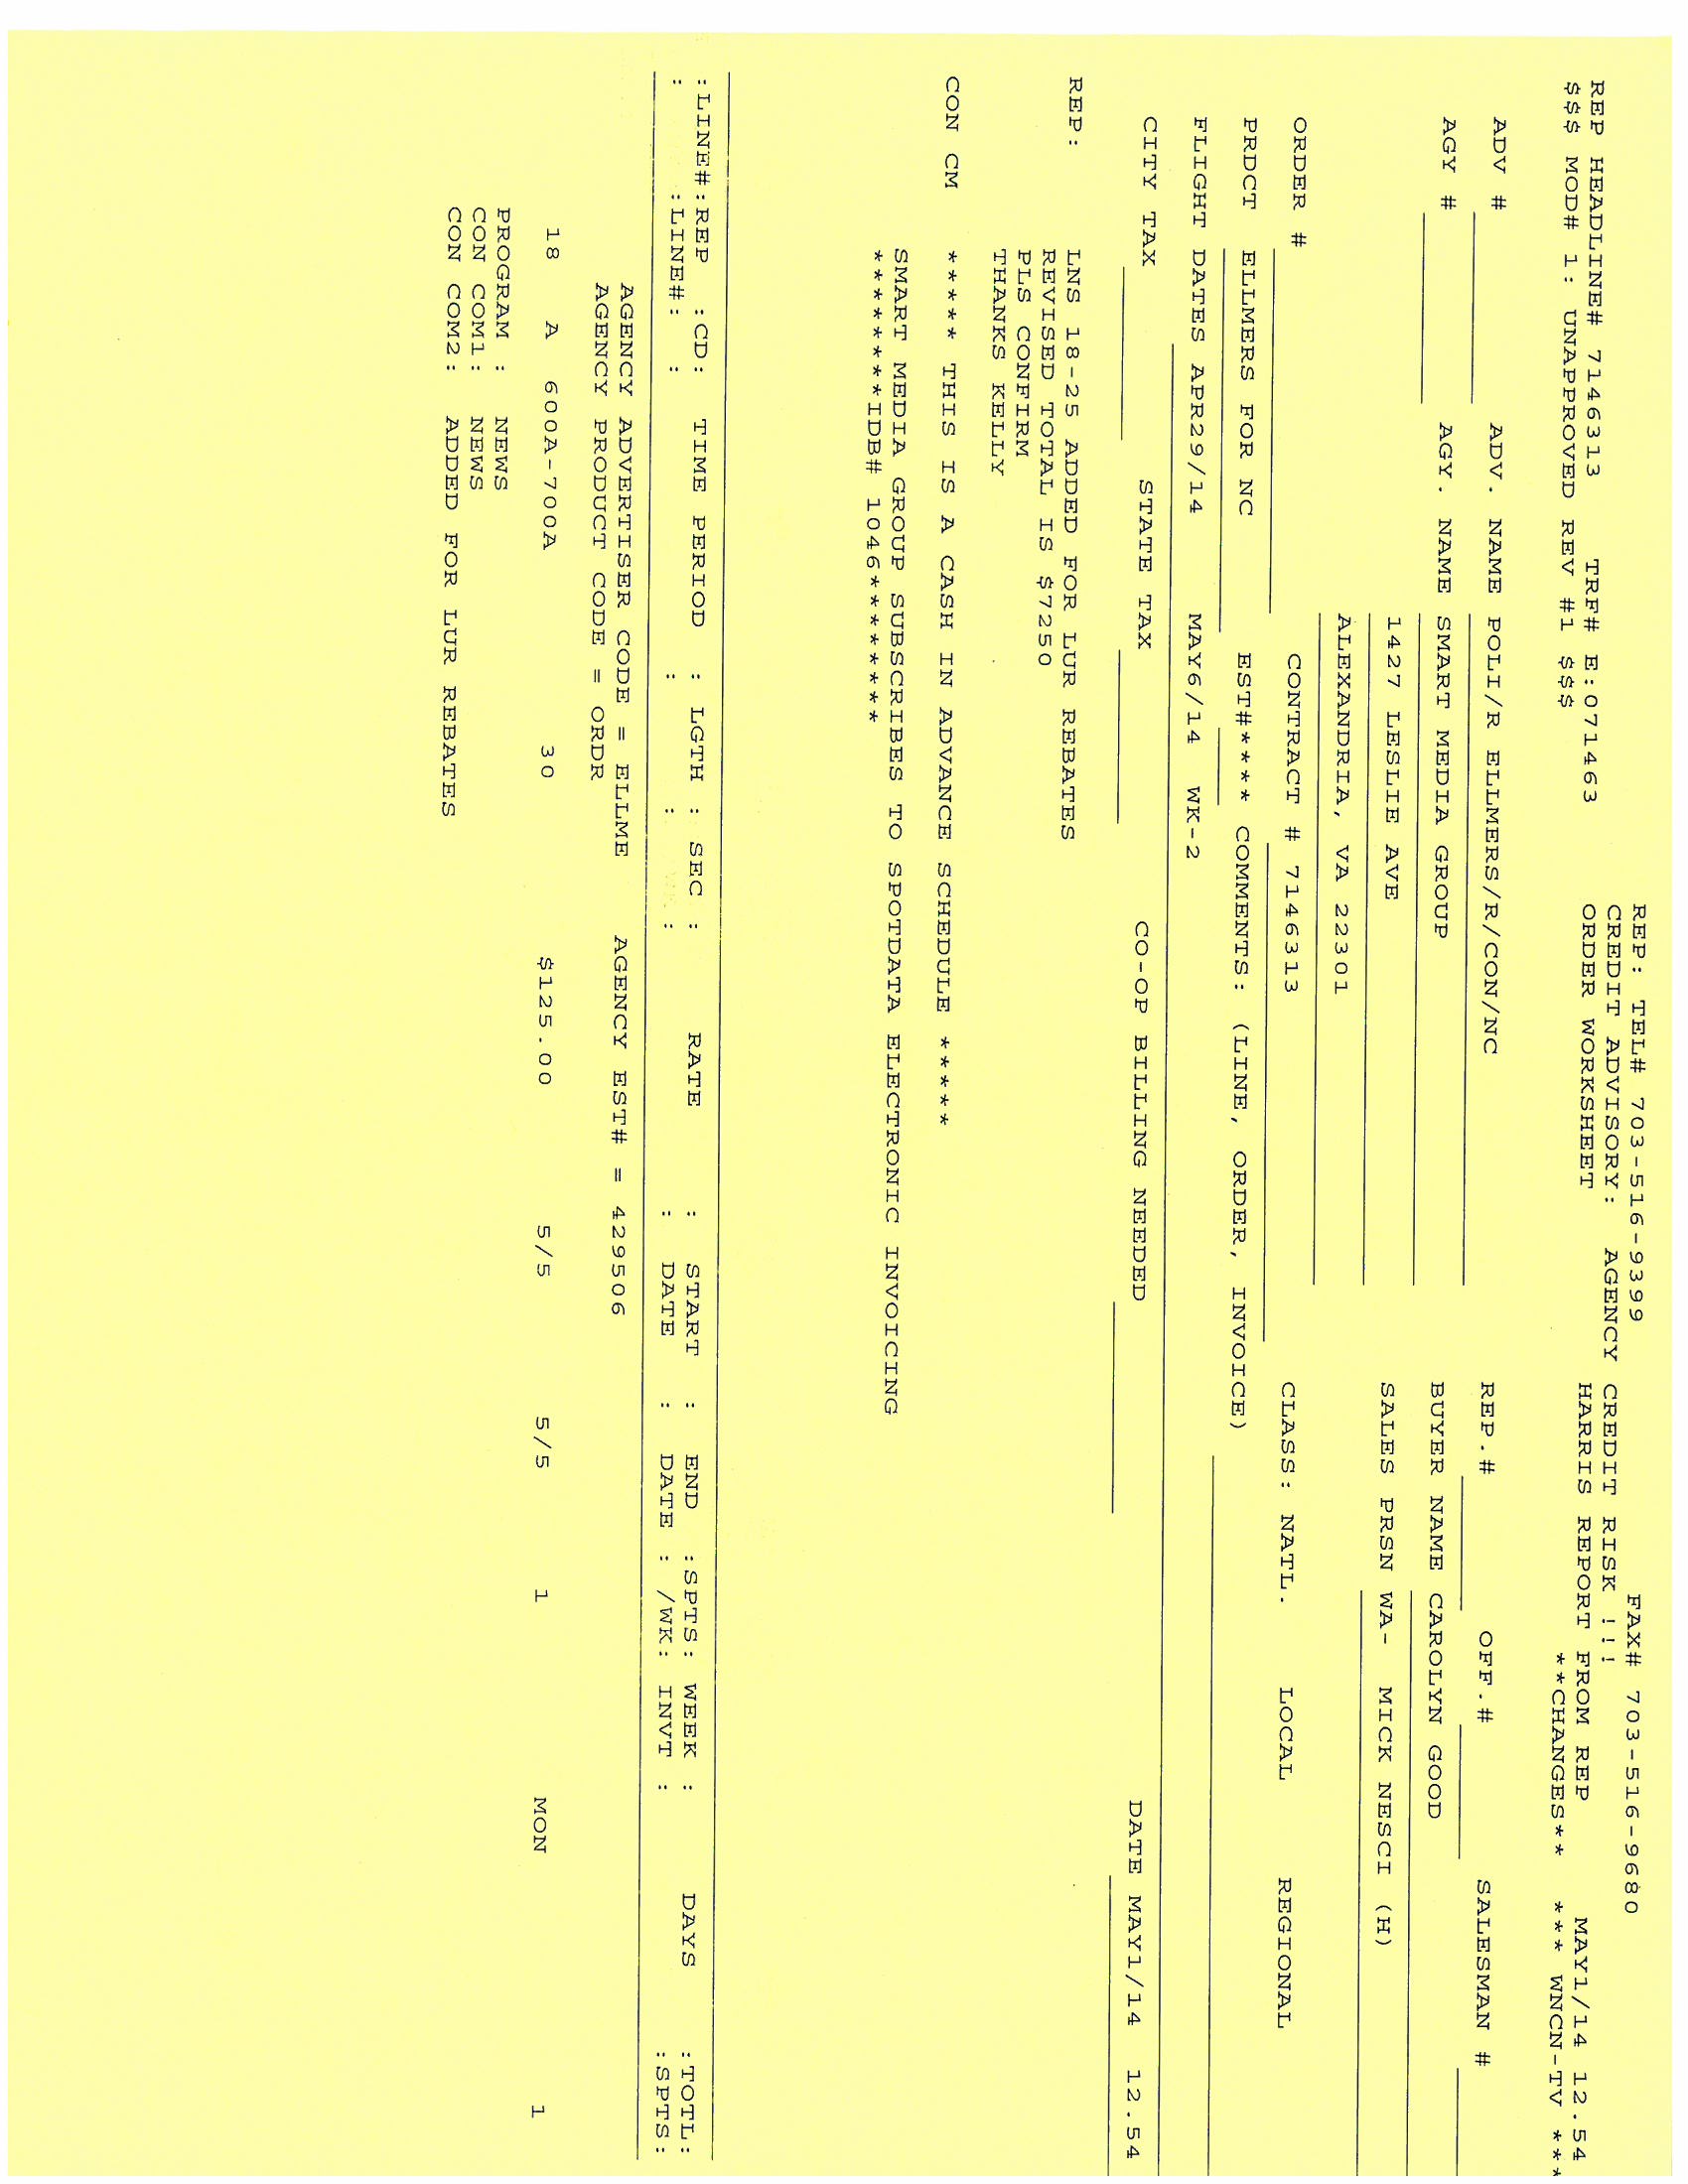 REP: TEL# 703-516-9399 FAX# 703-516-9680
CREDIT ADVISORY: AGENCY CREDIT RISK !!!
REP HEADLINE# 7146313 TRF# E:071463 ORDER WORKSHEET HARRIS REPORT FROM REP MAY1/14 12.54
$$$ MOD# 1: UNAPPROVED REV #1 $$$ **CHANGES** *** WNCN-TV ***
ADV # ADV. NAME POLI/R ELLMERS/R/CON/NC REP.# OFF.# SALESMAN #
AGY # AGY. NAME SMART MEDIA GROUP BUYER NAME CAROLYN GOOD
1427 LESLIE AVE SALES PRSN WA- MICK NESCI (H)
ALEXANDRIA, VA 22301
ORDER # CONTRACT # 7146313 CLASS: NATL. LOCAL REGIONAL
PRDCT ELLMERS FOR NC EST#**** COMMENTS: (LINE, ORDER, INVOICE)
FLIGHT DATES APR29/14 MAY6/14 WK-2
CITY TAX STATE TAX CO-OP BILLING NEEDED DATE MAY1/14 12.54
REP: LNS 18-25 ADDED FOR LUR REBATES
REVISED TOTAL IS $7250
PLS CONFIRM
THANKS KELLY
CON CM ***** THIS IS A CASH IN ADVANCE SCHEDULE *****
SMART MEDIA GROUP SUBSCRIBES TO SPOTDATA ELECTRONIC INVOICING
*********IDB# 1046*********
:LINE#:REP :CD: TIME PERIOD : LGTH : SEC : RATE : START : END :SPTS: WEEK : DAYS :TOTL:
: :LINE#: : : : : : DATE : DATE : /WK: INVT : :SPTS:
AGENCY ADVERTISER CODE = ELLME AGENCY EST# = 429506
AGENCY PRODUCT CODE = ORDR
18 A 600A-700A 30 $125.00 5/5 5/5 1 MON 1
PROGRAM : NEWS
CON COM1: NEWS
CON COM2: ADDED FOR LUR REBATES